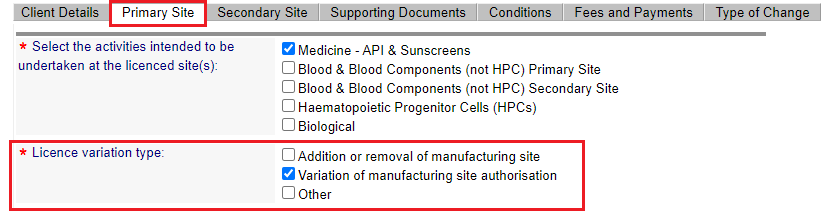 Client Details Primary Site Secondary Site Supporting Documents Conditions Fees and Payments Type of Change
* Select the activities intended to be undertaken at the licenced site(s):
Medicine - API & Sunscreens
Blood & Blood Components (not HPC) Primary Site
Blood & Blood Components (not HPC) Secondary Site
Haematopoietic Progenitor Cells (HPCs)
Biological
* Licence variation type:
Addition or removal of manufacturing site
Variation of manufacturing site authorisation
Other